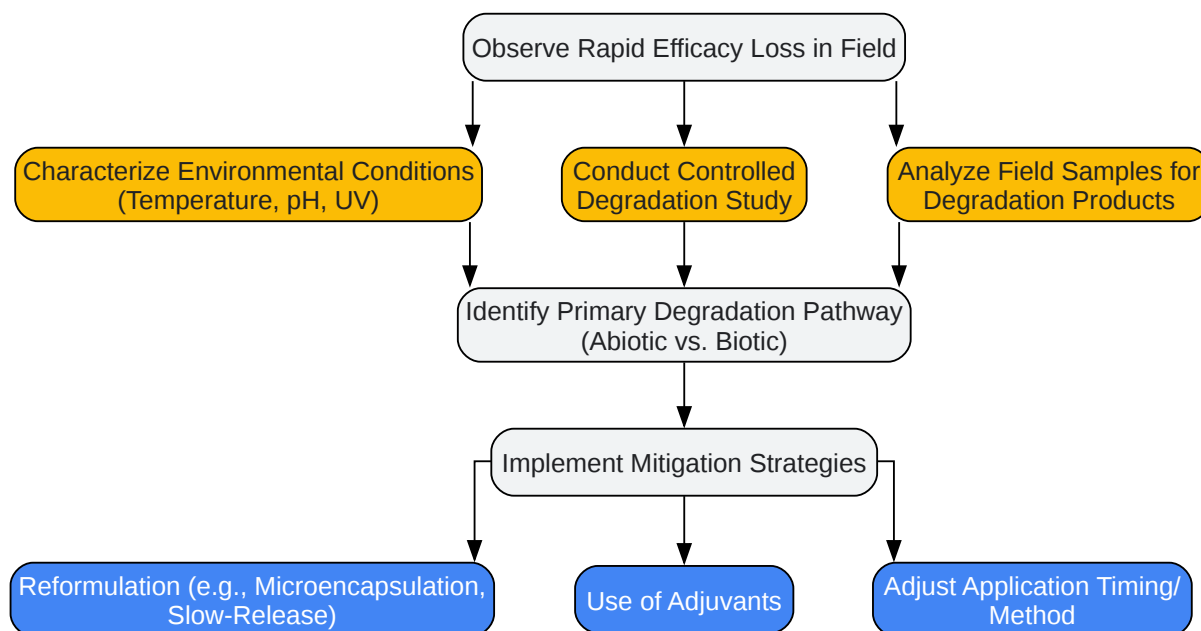 Observe Rapid Efficacy Loss in Field
Characterize Environmental Conditions
(Temperature, pH, UV)
Conduct Controlled
Degradation Study
Analyze Field Samples for
Degradation Products
Identify Primary Degradation Pathway
(Abiotic vs. Biotic)
Implement Mitigation Strategies
Reformulation (e.g., Microencapsulation,
Slow-Release)
Use of Adjuvants
Adjust Application Timing/
Method